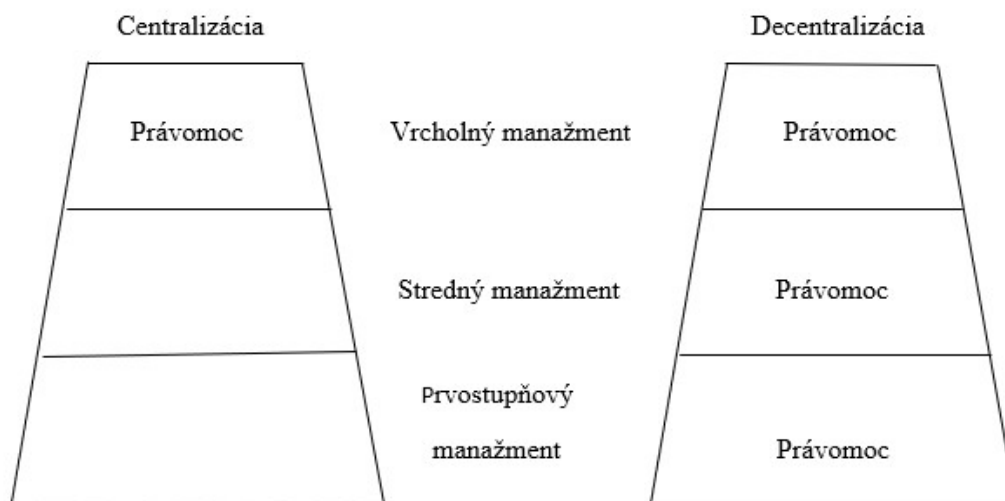 Centralizácia
Decentralizácia
Právomoc
Vrcholný manažment
Právomoc
Stredný manažment
Právomoc
Prvostupňový
manažment
Právomoc